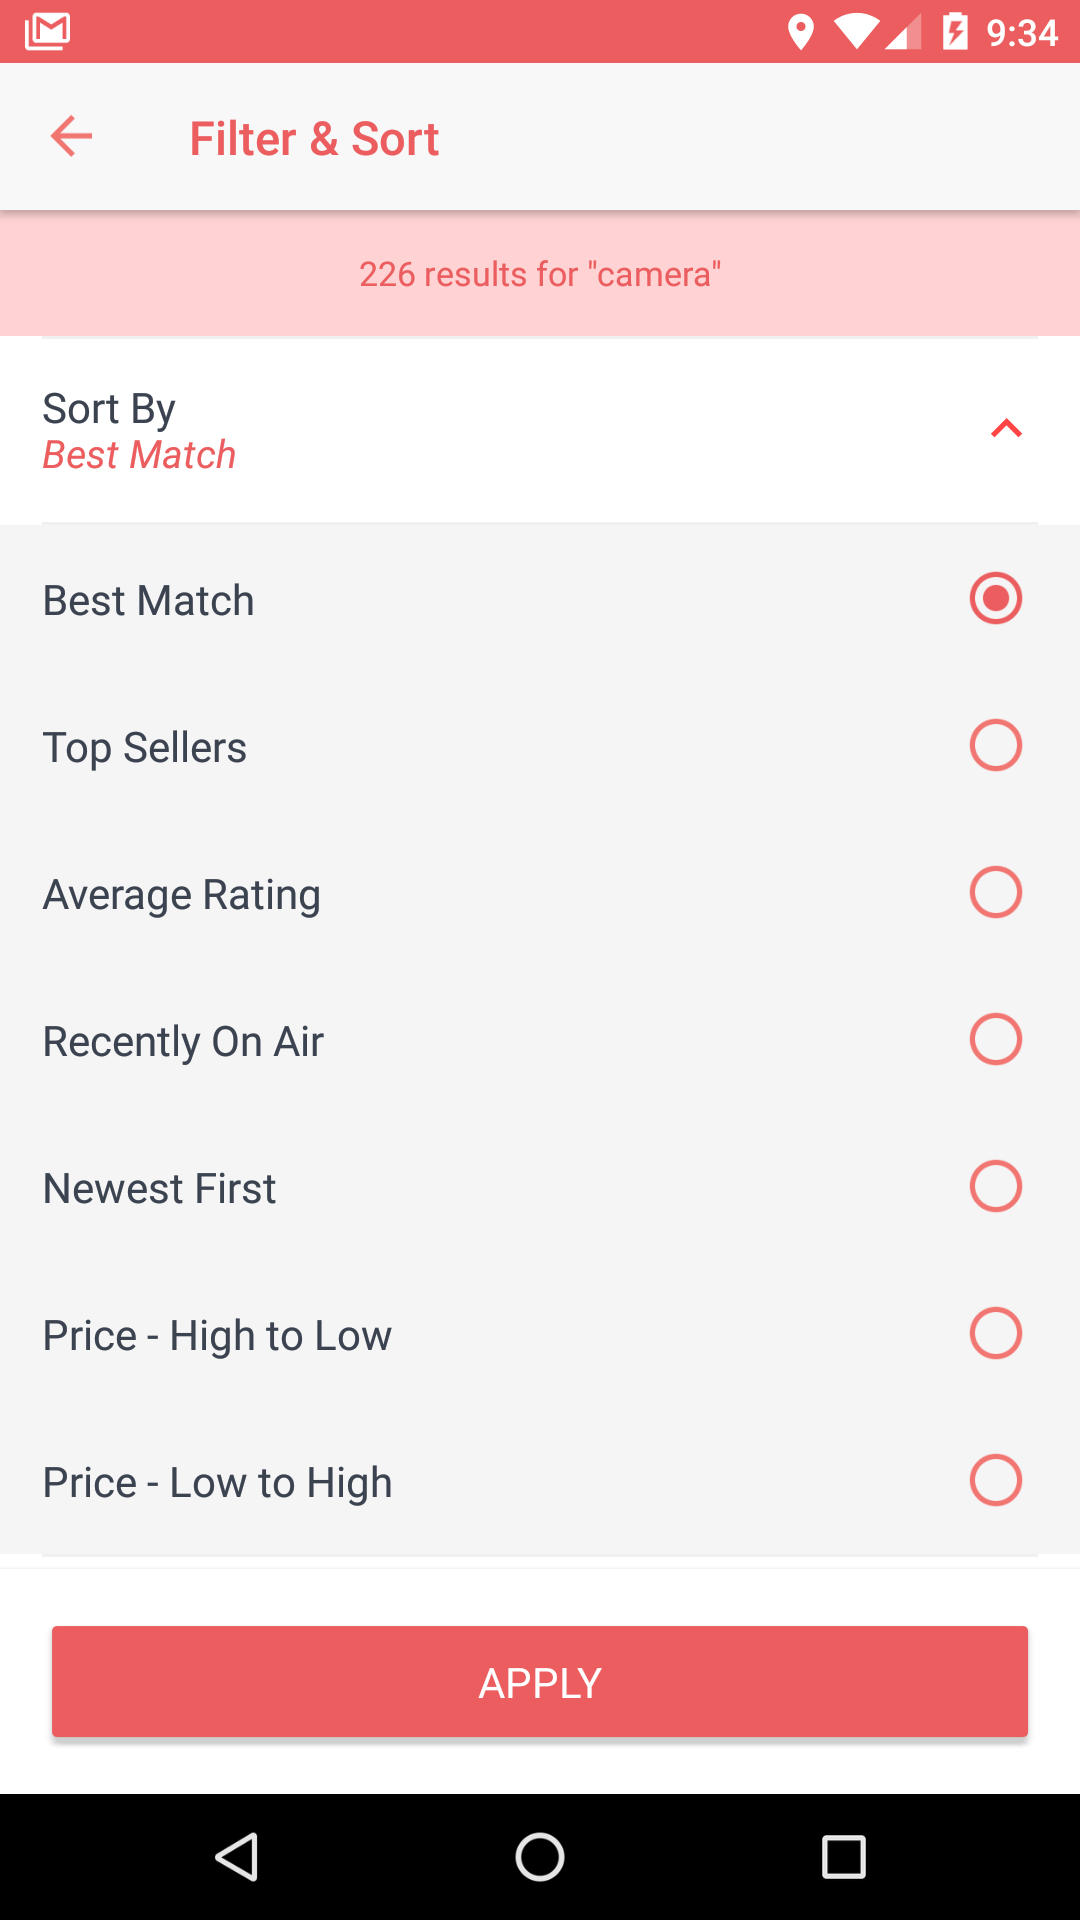 9:34
Filter & Sort
226 results for "camera"
Sort By
Best Match
Best Match
Top Sellers
Average Rating
Recently On Air
Newest First
Price - High to Low
Price - Low to High
APPLY